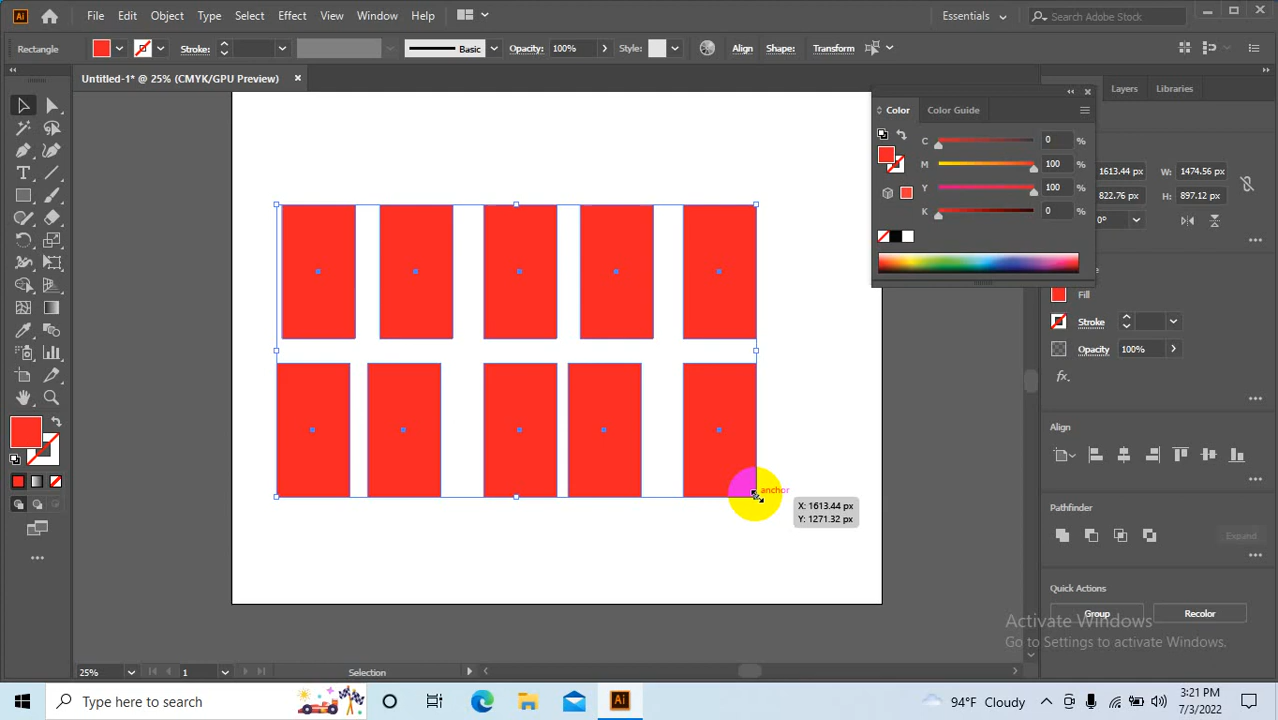 Ai File Edit Object Type Select Effect View Window Help Essentials Search Adobe Stock
Rectangle Stroke: Basic Opacity: 100% Style: Align Shape: Transform
Untitled-1* @ 25% (CMYK/GPU Preview)
Layers Libraries
Color Color Guide
C 0 %
M 100 %
Y 100 %
K 0 %
1613.44 px W: 1474.56 px
822.76 px H: 897.12 px
0°
Fill
Stroke
Opacity 100%
fx.
Align
anchor
X: 1613.44 px
Y: 1271.32 px
Pathfinder
Expand
Quick Actions
Group Recolor
Activate Windows
Go to Settings to activate Windows.
25% 1 Selection
Type here to search
Ai
94°F Cloudy
3:21 PM
7/3/2022